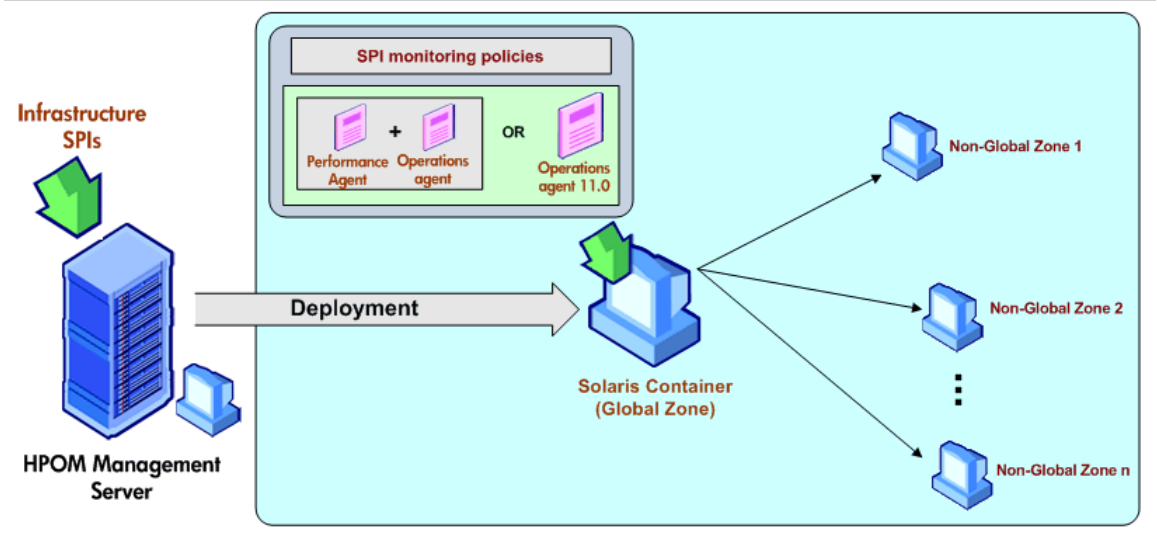 SPI monitoring policies
Infrastructure
SPIs
+
OR
Performance
Agent
Operations
agent
Operations
agent 11.0
Non-Global Zone 1
Deployment
Non-Global Zone 2
Solaris Container
(Global Zone)
HPOM Management
Server
Non-Global Zone n